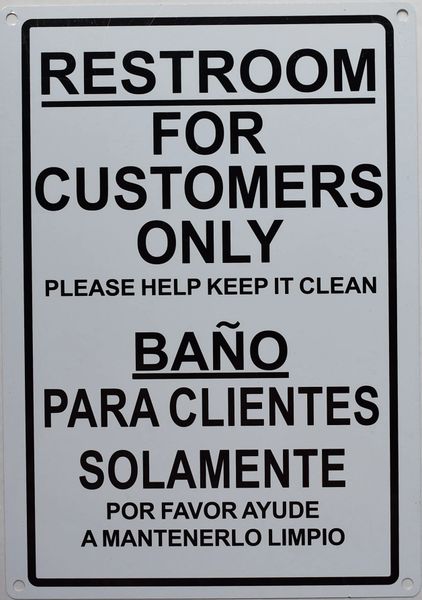 RESTROOM
FOR
CUSTOMERS
ONLY
PLEASE HELP KEEP IT CLEAN
BAÑO
PARA CLIENTES
SOLAMENTE
POR FAVOR AYUDE
A MANTENERLO LIMPIO